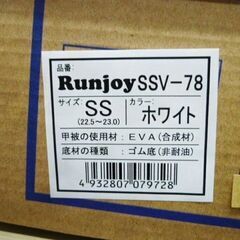 品番:
Runjoy SSV-78
サイズ: SS カラー: ホワイト
(22.5~23.0)
甲被の使用材:EVA(合成材)
底材の種類:ゴム底(非耐油)
4 932807 079728